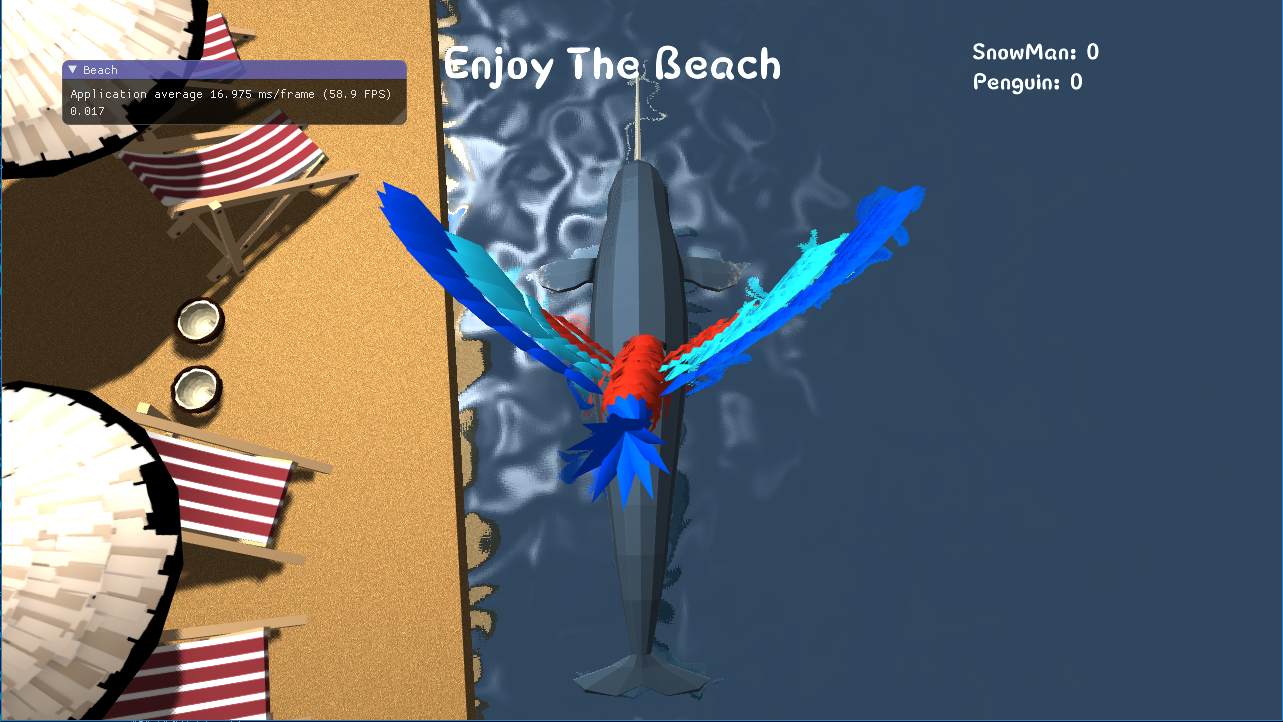 Enjoy The Beach
SnowMan: 0
Penguin: 0
Beach
Application average 16.975 ms/frame (58.9 FPS)
0.017